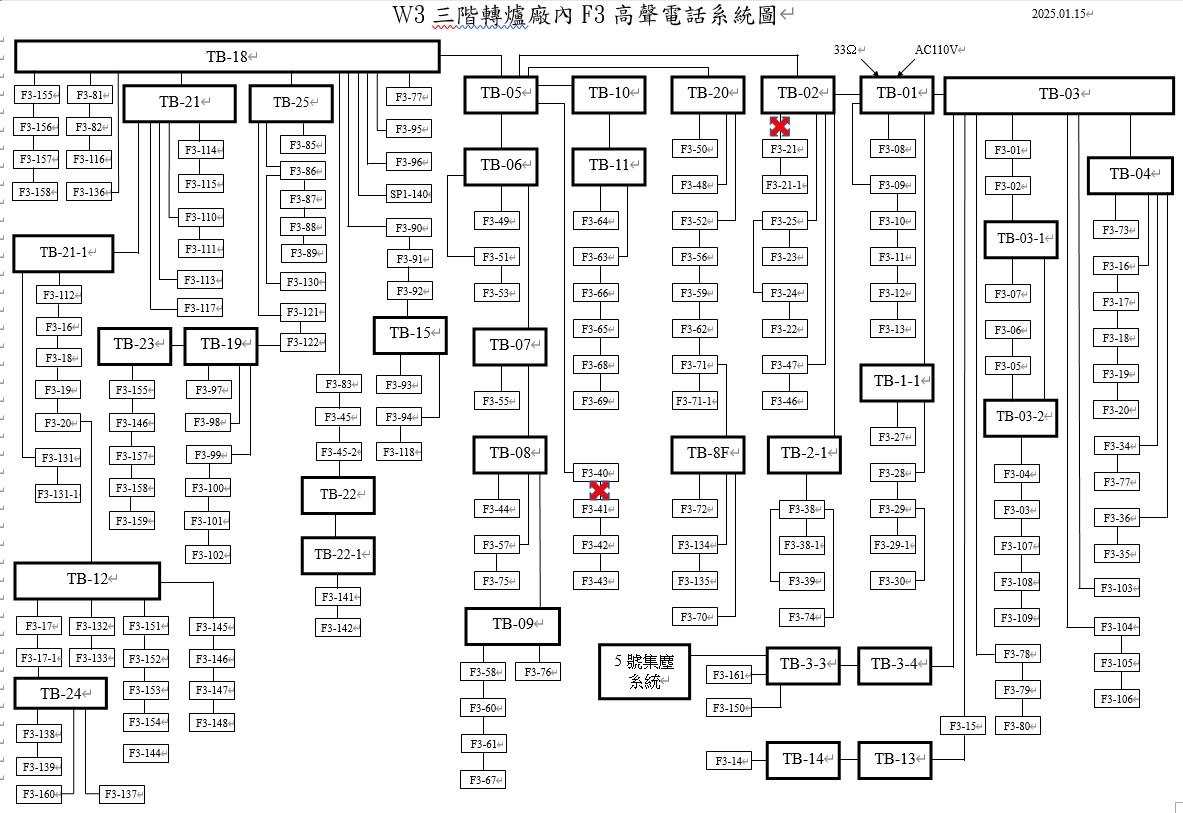 W3 三階轉爐廠內 F3 高聲電話系統圖
2025.01.15
33Ω
AC110V
TB-18
TB-05
TB-10
TB-20
TB-02
TB-01
TB-03
F3-155
F3-156
F3-157
F3-158
F3-81
F3-82
F3-116
F3-136
TB-21
F3-114
F3-115
F3-110
F3-111
F3-113
F3-117
TB-25
F3-85
F3-86
F3-87
F3-88
F3-89
F3-130
F3-121
F3-122
F3-77
F3-95
F3-96
SP1-140
F3-90
F3-91
F3-92
TB-15
F3-93
F3-94
F3-118
TB-21-1
F3-112
F3-16
F3-18
F3-19
F3-20
F3-131
F3-131-1
TB-23
F3-155
F3-146
F3-157
F3-158
F3-159
TB-19
F3-97
F3-98
F3-99
F3-100
F3-101
F3-102
F3-83
F3-45
F3-45-2
TB-22
TB-22-1
F3-141
F3-142
TB-12
F3-17
F3-17-1
F3-132
F3-133
F3-151
F3-152
F3-153
F3-154
F3-144
F3-145
F3-146
F3-147
F3-148
TB-24
F3-138
F3-139
F3-160
F3-137
TB-06
F3-49
F3-51
F3-53
TB-07
F3-55
TB-08
F3-44
F3-57
F3-75
TB-09
F3-58
F3-60
F3-61
F3-67
F3-76
TB-11
F3-64
F3-63
F3-66
F3-65
F3-68
F3-69
F3-40
F3-41
F3-42
F3-43
F3-50
F3-48
F3-52
F3-56
F3-59
F3-62
F3-71
F3-71-1
TB-8F
F3-72
F3-134
F3-135
F3-70
F3-21
F3-21-1
F3-25
F3-23
F3-24
F3-22
F3-47
F3-46
TB-2-1
F3-38
F3-38-1
F3-39
F3-74
F3-08
F3-09
F3-10
F3-11
F3-12
F3-13
TB-1-1
F3-27
F3-28
F3-29
F3-29-1
F3-30
5 號集塵
系統
TB-3-3
TB-3-4
F3-161
F3-150
F3-14
TB-14
TB-13
F3-15
F3-01
F3-02
TB-03-1
F3-07
F3-06
F3-05
TB-03-2
F3-04
F3-03
F3-107
F3-108
F3-109
F3-78
F3-79
F3-80
TB-04
F3-73
F3-16
F3-17
F3-18
F3-19
F3-20
F3-34
F3-77
F3-36
F3-35
F3-103
F3-104
F3-105
F3-106